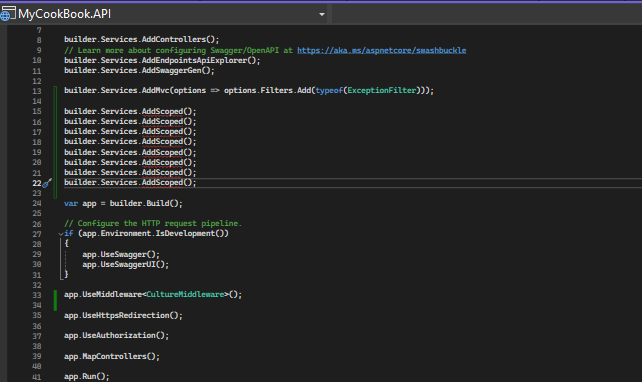 MyCookBook.API
7
8 builder.Services.AddControllers();
9 // Learn more about configuring Swagger/OpenAPI at https://aka.ms/aspnetcore/swashbuckle
10 builder.Services.AddEndpointsApiExplorer();
11 builder.Services.AddSwaggerGen();
12
13 builder.Services.AddMvc(options => options.Filters.Add(typeof(ExceptionFilter)));
14
15 builder.Services.AddScoped();
16 builder.Services.AddScoped();
17 builder.Services.AddScoped();
18 builder.Services.AddScoped();
19 builder.Services.AddScoped();
20 builder.Services.AddScoped();
21 builder.Services.AddScoped();
22 builder.Services.AddScoped();
23
24 var app = builder.Build();
25
26 // Configure the HTTP request pipeline.
27 if (app.Environment.IsDevelopment())
28 {
29 app.UseSwagger();
30 app.UseSwaggerUI();
31 }
32
33 app.UseMiddleware<CultureMiddleware>();
34
35 app.UseHttpsRedirection();
36
37 app.UseAuthorization();
38
39 app.MapControllers();
40
41 app.Run();